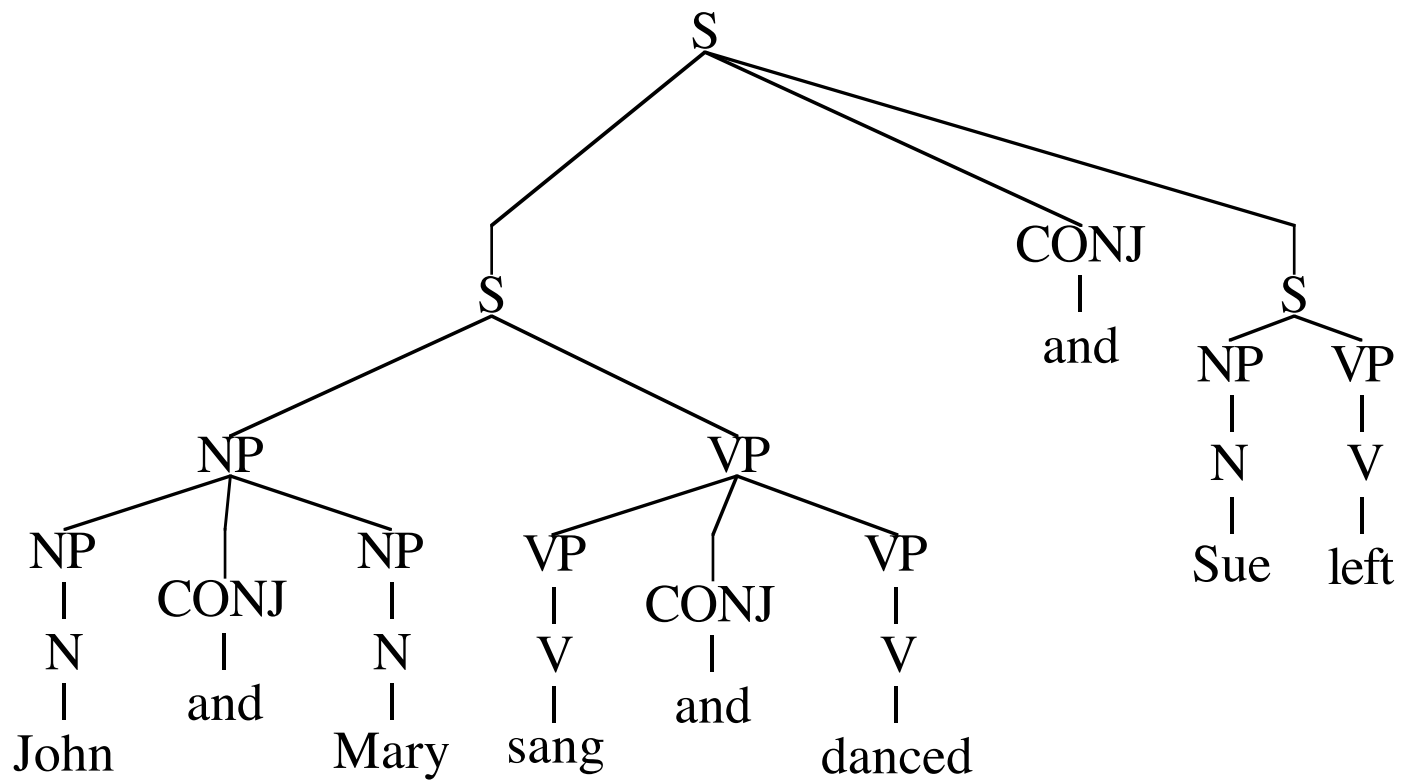 S
CONJ
S
S
and
NP VP
NP VP
N V
NP NP VP VP
Sue left
CONJ CONJ
N N V V
and and
John Mary sang danced